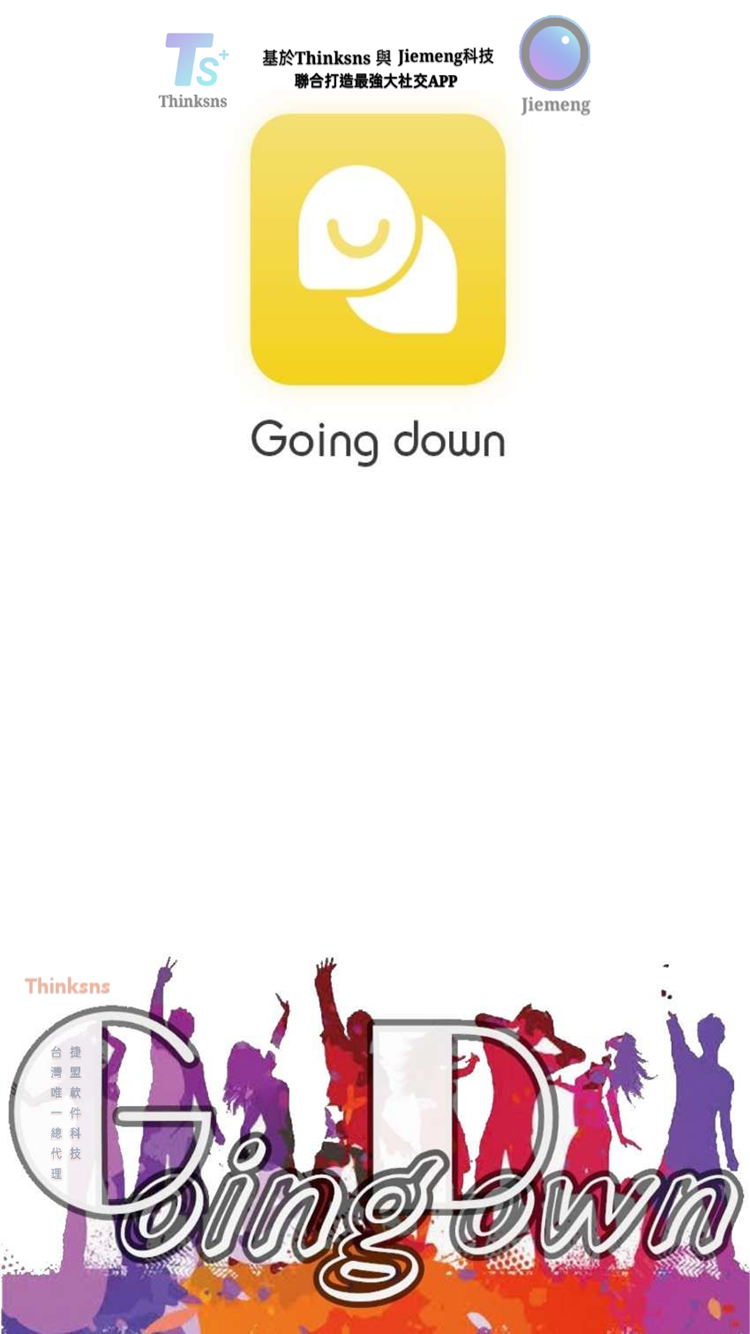 Ts+
基於Thinksns 與 Jiemeng科技
聯合打造最強大社交APP
Thinksns
Jiemeng
Going down
Thinksns
捷盟軟件科技
台灣唯一總代理
Going Down